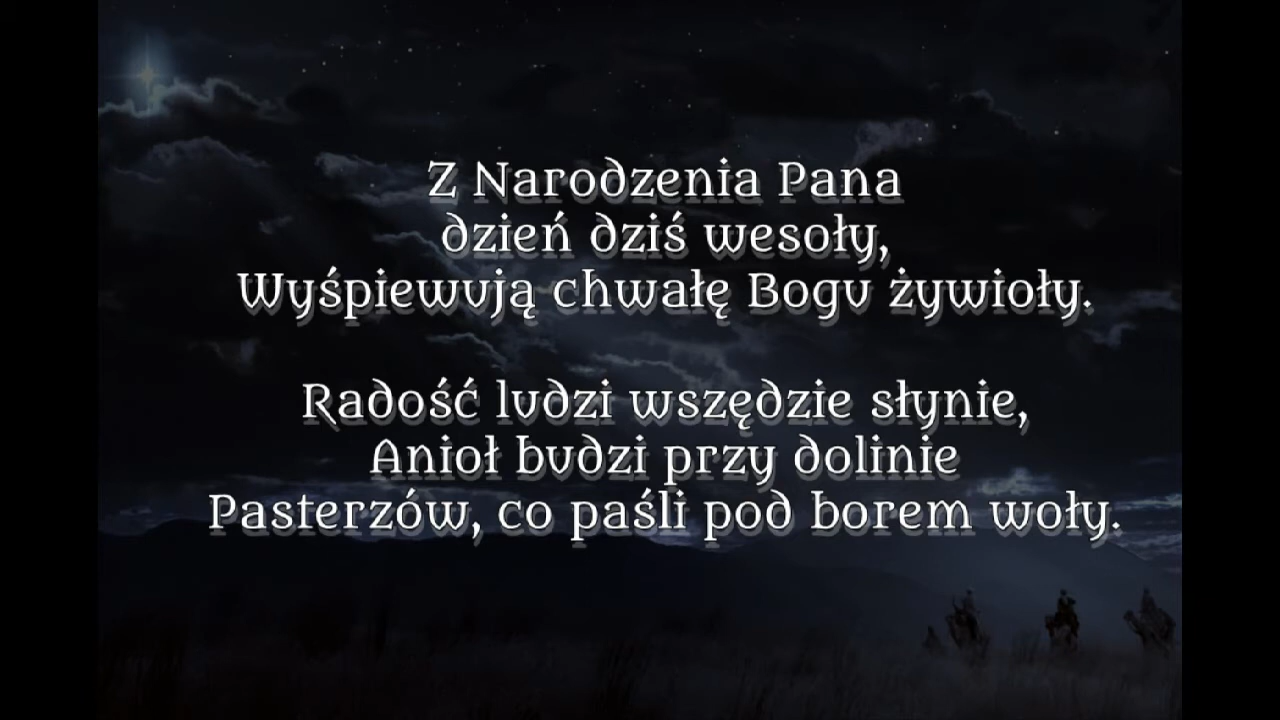 Z Narodzenia Pana
dzień dziś wesoły,
Wyśpiewują chwałę Bogu żywioły.
Radość ludzi wszędzie słynie,
Anioł budzi przy dolinie
Pasterzów, co paśli pod borem woły.